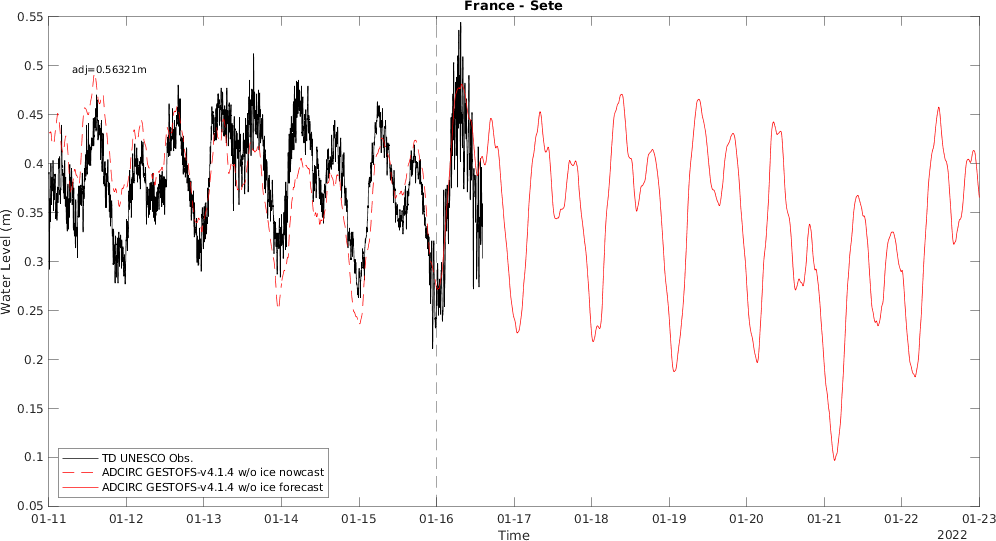 France - Sete
adj=0.56321m
0.55
0.5
0.45
0.4
0.35
0.3
0.25
0.2
0.15
0.1
0.05
Water Level (m)
TD UNESCO Obs.
ADCIRC GESTOFS-v4.1.4 w/o ice nowcast
ADCIRC GESTOFS-v4.1.4 w/o ice forecast
01-11 01-12 01-13 01-14 01-15 01-16 01-17 01-18 01-19 01-20 01-21 01-22 01-23
Time
2022